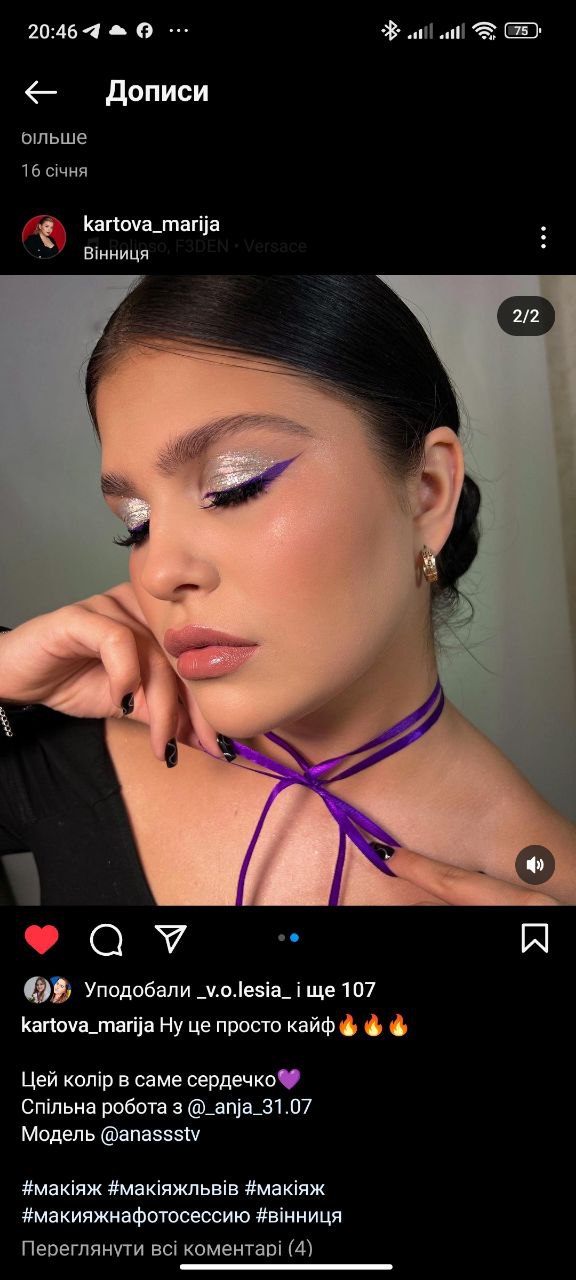 20:46
75
Дописи
більше
16 січня
kartova_marija
Bolinso, F3DEN • Versace
Вінниця
2/2
Уподобали _v.o.lesia_ і ще 107
kartova_marija Ну це просто кайф🔥🔥🔥
Цей колір в саме сердечко💜
Спільна робота з @_anja_31.07
Модель @anassstv
#макіяж #макіяжльвів #макіяж
#макияжнафотосессию #вінниця
Переглянути всі коментарі (4)